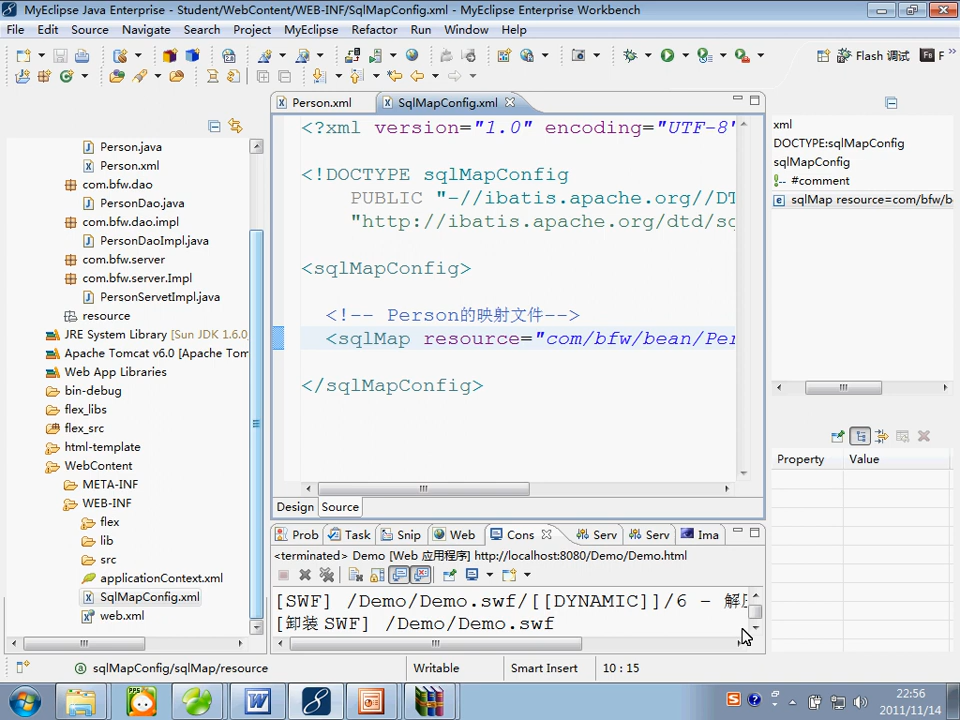 MyEclipse Java Enterprise - Student/WebContent/WEB-INF/SqlMapConfig.xml - MyEclipse Enterprise Workbench
File Edit Source Navigate Search Project MyEclipse Refactor Run Window Help
Flash 调试
Person.xml
SqlMapConfig.xml
Person.java
Person.xml
com.bfw.dao
PersonDao.java
com.bfw.dao.impl
PersonDaoImpl.java
com.bfw.server
com.bfw.server.Impl
PersonServetImpl.java
resource
JRE System Library [Sun JDK 1.6.0
Apache Tomcat v6.0 [Apache Tom
Web App Libraries
bin-debug
flex_libs
flex_src
html-template
WebContent
META-INF
WEB-INF
flex
lib
src
applicationContext.xml
SqlMapConfig.xml
web.xml
<?xml version="1.0" encoding="UTF-8"
<!DOCTYPE sqlMapConfig
PUBLIC "-//ibatis.apache.org//DT
"http://ibatis.apache.org/dtd/sq
<sqlMapConfig>
<!-- Person的映射文件-->
<sqlMap resource="com/bfw/bean/Per
</sqlMapConfig>
Design Source
xml
DOCTYPE:sqlMapConfig
sqlMapConfig
#comment
sqlMap resource=com/bfw/b
Property Value
Prob Task Snip Web Cons Serv Serv Ima
<terminated> Demo [Web 应用程序] http://localhost:8080/Demo/Demo.html
[SWF] /Demo/Demo.swf/[[DYNAMIC]]/6 - 解压
[卸装 SWF] /Demo/Demo.swf
sqlMapConfig/sqlMap/resource
Writable
Smart Insert
10 : 15
22:56
2011/11/14